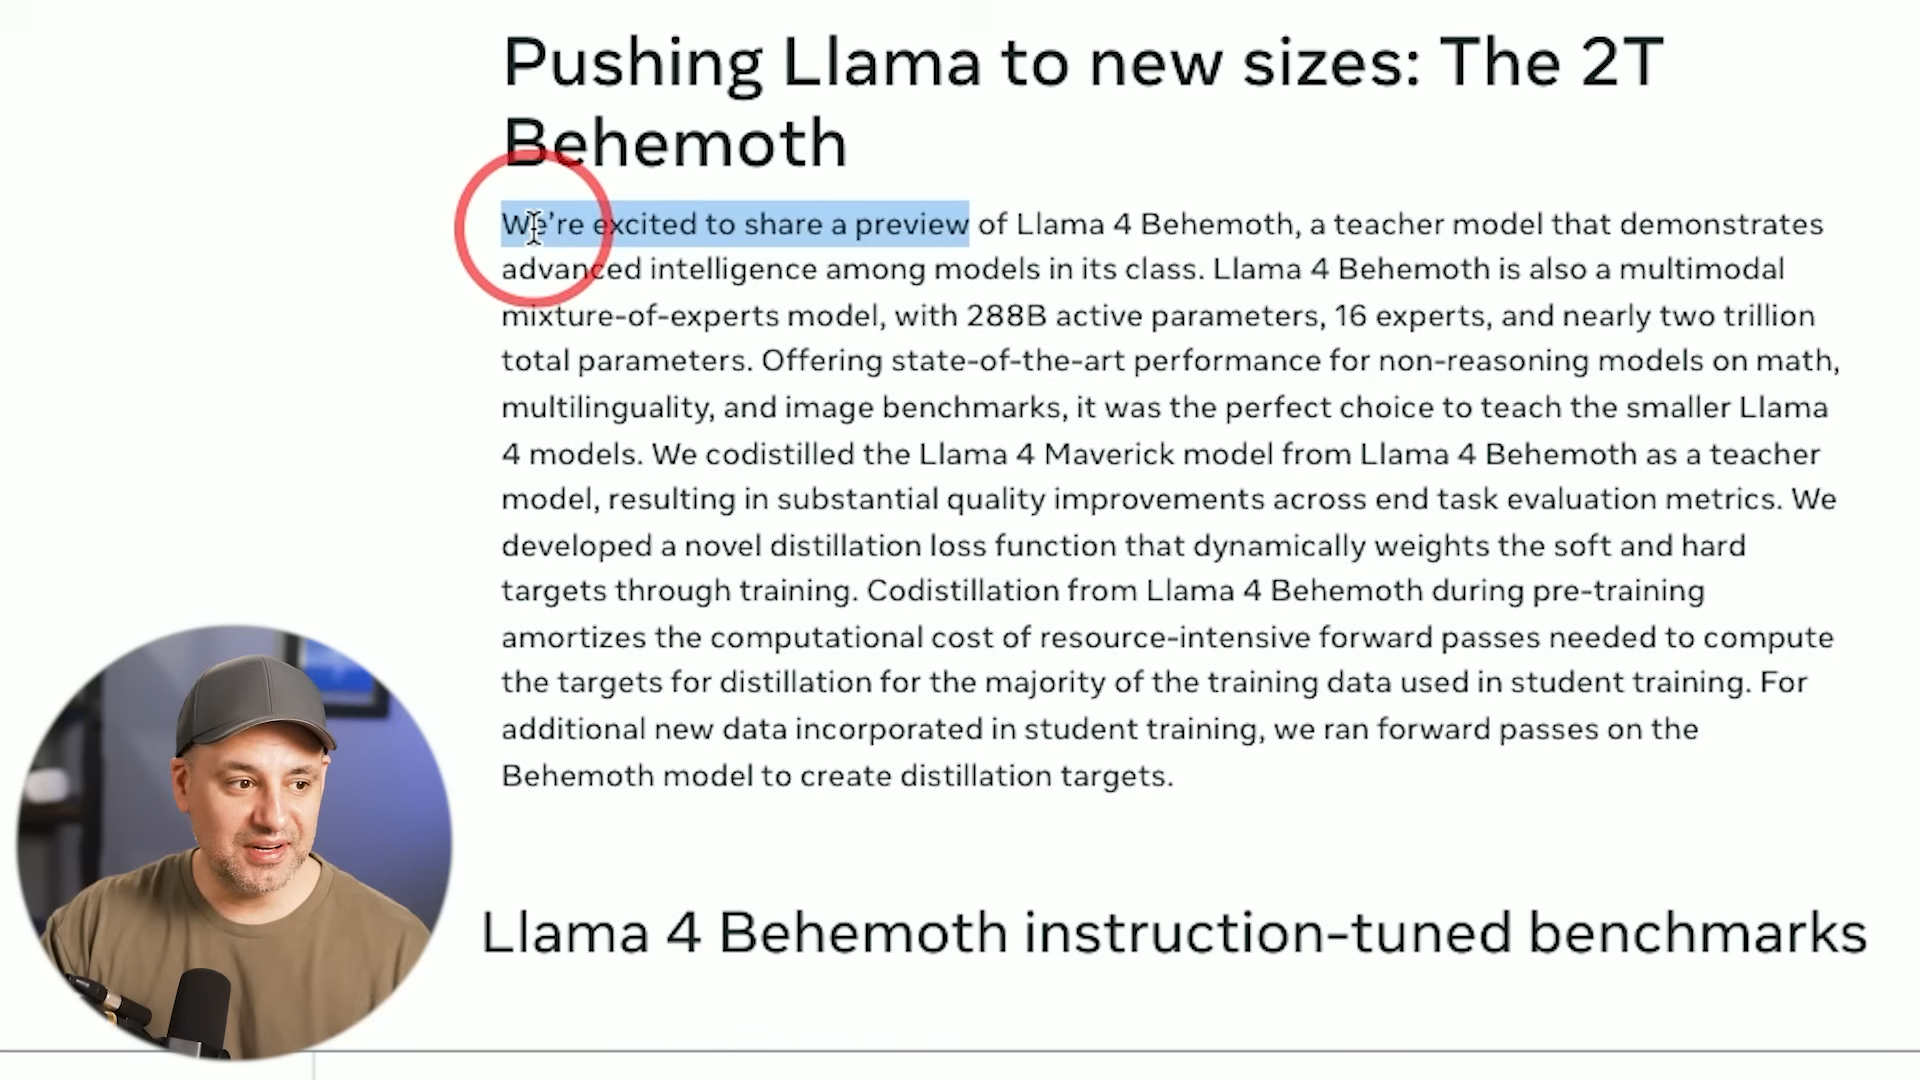 Pushing Llama to new sizes: The 2T
Behemoth
We're excited to share a preview of Llama 4 Behemoth, a teacher model that demonstrates
advanced intelligence among models in its class. Llama 4 Behemoth is also a multimodal
mixture-of-experts model, with 288B active parameters, 16 experts, and nearly two trillion
total parameters. Offering state-of-the-art performance for non-reasoning models on math,
multilinguality, and image benchmarks, it was the perfect choice to teach the smaller Llama
4 models. We codistilled the Llama 4 Maverick model from Llama 4 Behemoth as a teacher
model, resulting in substantial quality improvements across end task evaluation metrics. We
developed a novel distillation loss function that dynamically weights the soft and hard
targets through training. Codistillation from Llama 4 Behemoth during pre-training
amortizes the computational cost of resource-intensive forward passes needed to compute
the targets for distillation for the majority of the training data used in student training. For
additional new data incorporated in student training, we ran forward passes on the
Behemoth model to create distillation targets.
Llama 4 Behemoth instruction-tuned benchmarks